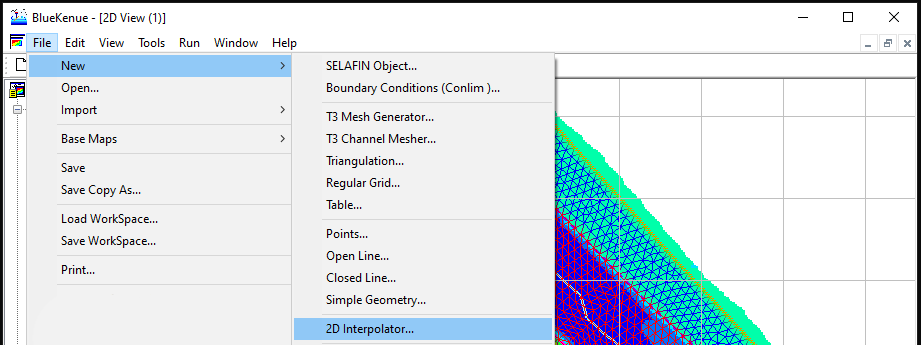 BlueKenue - [2D View (1)]
File Edit View Tools Run Window Help
New
Open...
Import
Base Maps
Save
Save Copy As...
Load WorkSpace...
Save WorkSpace...
Print...
SELAFIN Object...
Boundary Conditions (Conlim )...
T3 Mesh Generator...
T3 Channel Mesher...
Triangulation...
Regular Grid...
Table...
Points...
Open Line...
Closed Line...
Simple Geometry...
2D Interpolator...